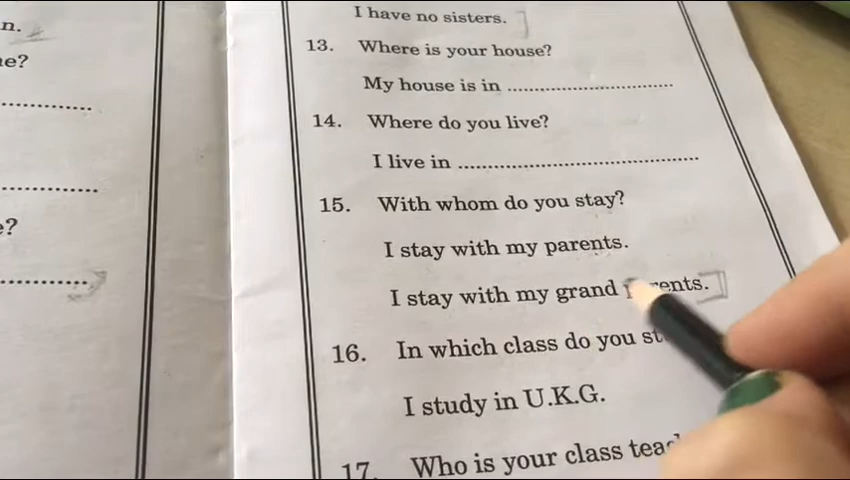 n.
e?
e?
I have no sisters.
13. Where is your house?
My house is in ........................................
14. Where do you live?
I live in ........................................................
15. With whom do you stay?
I stay with my parents.
I stay with my grand parents.
16. In which class do you
I study in U.K.G.
17. Who is your class